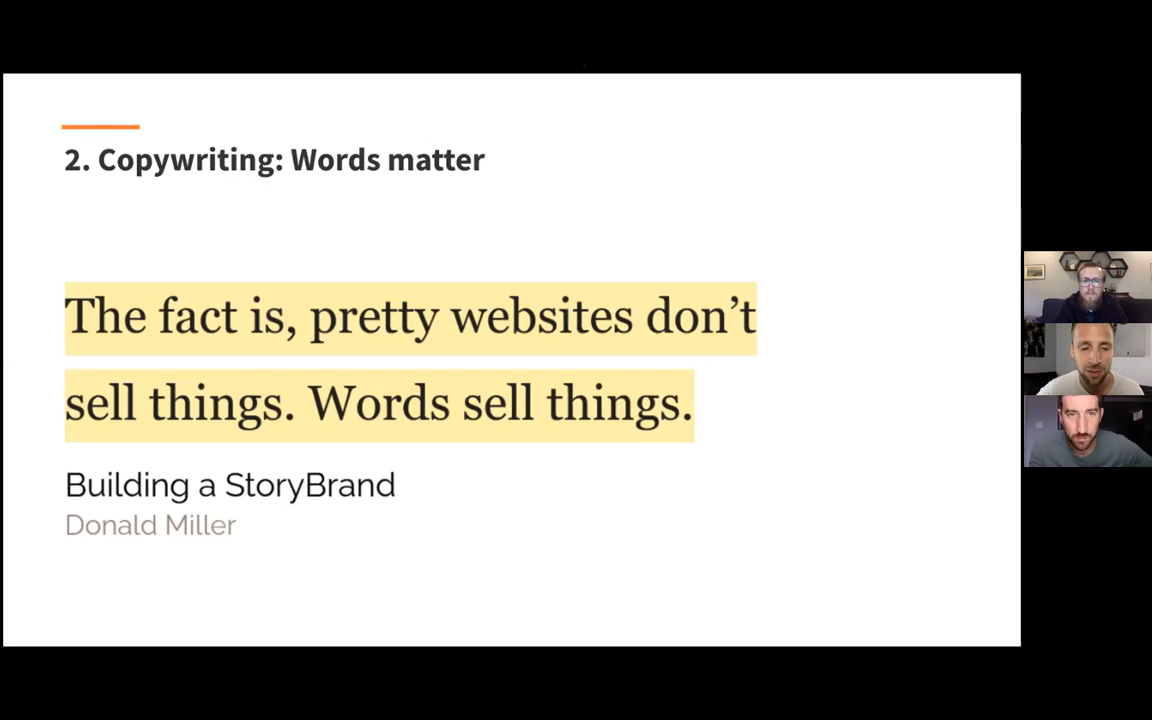 2. Copywriting: Words matter
The fact is, pretty websites don’t
sell things. Words sell things.
Building a StoryBrand
Donald Miller